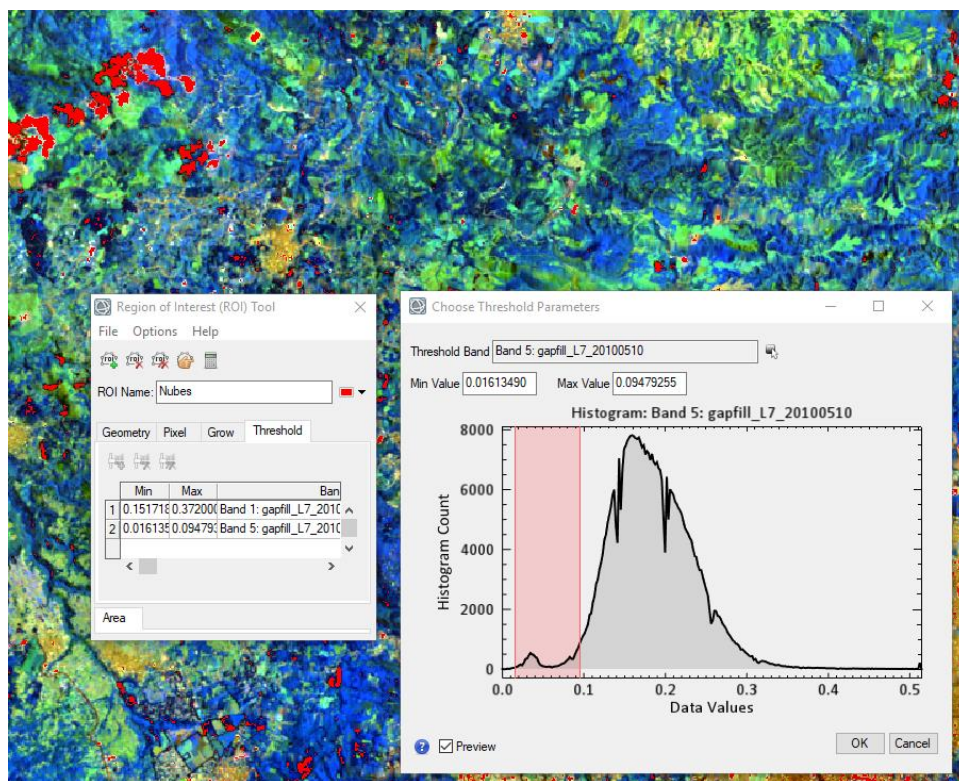 Region of Interest (ROI) Tool
File Options Help
ROI Name: Nubes
Geometry Pixel Grow Threshold
Min Max Ban
1 0.151718 0.372000 Band 1: gapfill_L7_2010
2 0.016135 0.094793 Band 5: gapfill_L7_2010
Area
Choose Threshold Parameters
Threshold Band Band 5: gapfill_L7_20100510
Min Value 0.01613490 Max Value 0.09479255
Histogram: Band 5: gapfill_L7_20100510
8000
6000
4000
2000
0
Histogram Count
0.0 0.1 0.2 0.3 0.4 0.5
Data Values
Preview
OK Cancel